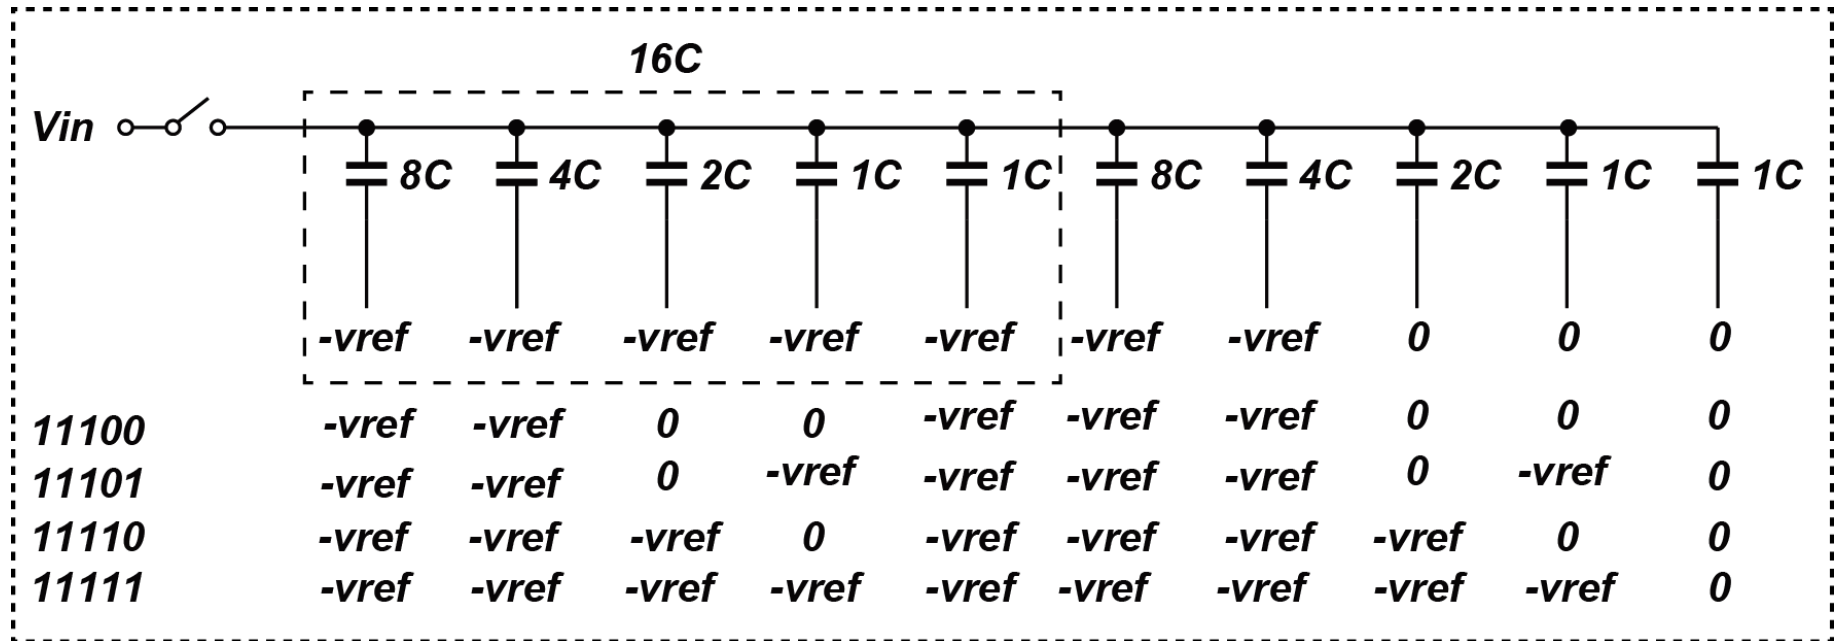 16C
Vin 8C 4C 2C 1C 1C 8C 4C 2C 1C 1C
-vref -vref -vref -vref -vref -vref -vref 0 0 0
11100 -vref -vref 0 0 -vref -vref -vref 0 0 0
11101 -vref -vref 0 -vref -vref -vref -vref 0 -vref 0
11110 -vref -vref -vref 0 -vref -vref -vref -vref 0 0
11111 -vref -vref -vref -vref -vref -vref -vref -vref -vref 0